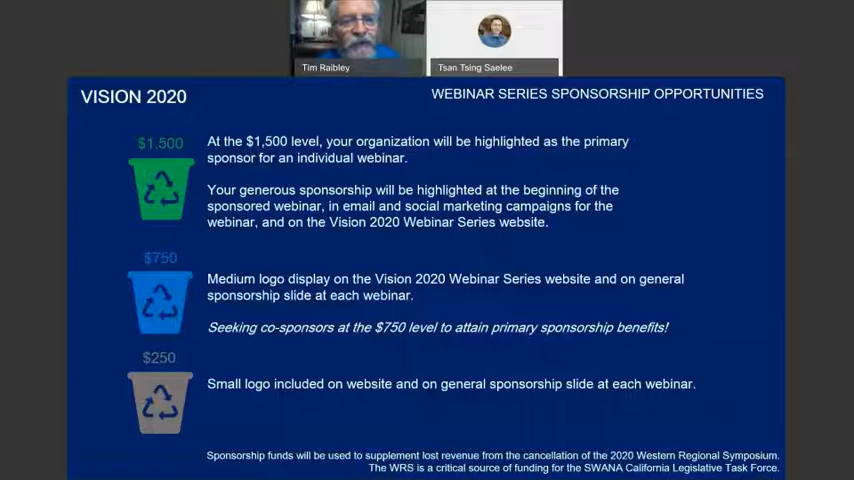 Tim Raibley
Tsan Tsing Saelee
VISION 2020
WEBINAR SERIES SPONSORSHIP OPPORTUNITIES
$1,500
At the $1,500 level, your organization will be highlighted as the primary
sponsor for an individual webinar.
Your generous sponsorship will be highlighted at the beginning of the
sponsored webinar, in email and social marketing campaigns for the
webinar, and on the Vision 2020 Webinar Series website.
$750
Medium logo display on the Vision 2020 Webinar Series website and on general
sponsorship slide at each webinar.
Seeking co-sponsors at the $750 level to attain primary sponsorship benefits!
$250
Small logo included on website and on general sponsorship slide at each webinar.
Sponsorship funds will be used to supplement lost revenue from the cancellation of the 2020 Western Regional Symposium.
The WRS is a critical source of funding for the SWANA California Legislative Task Force.